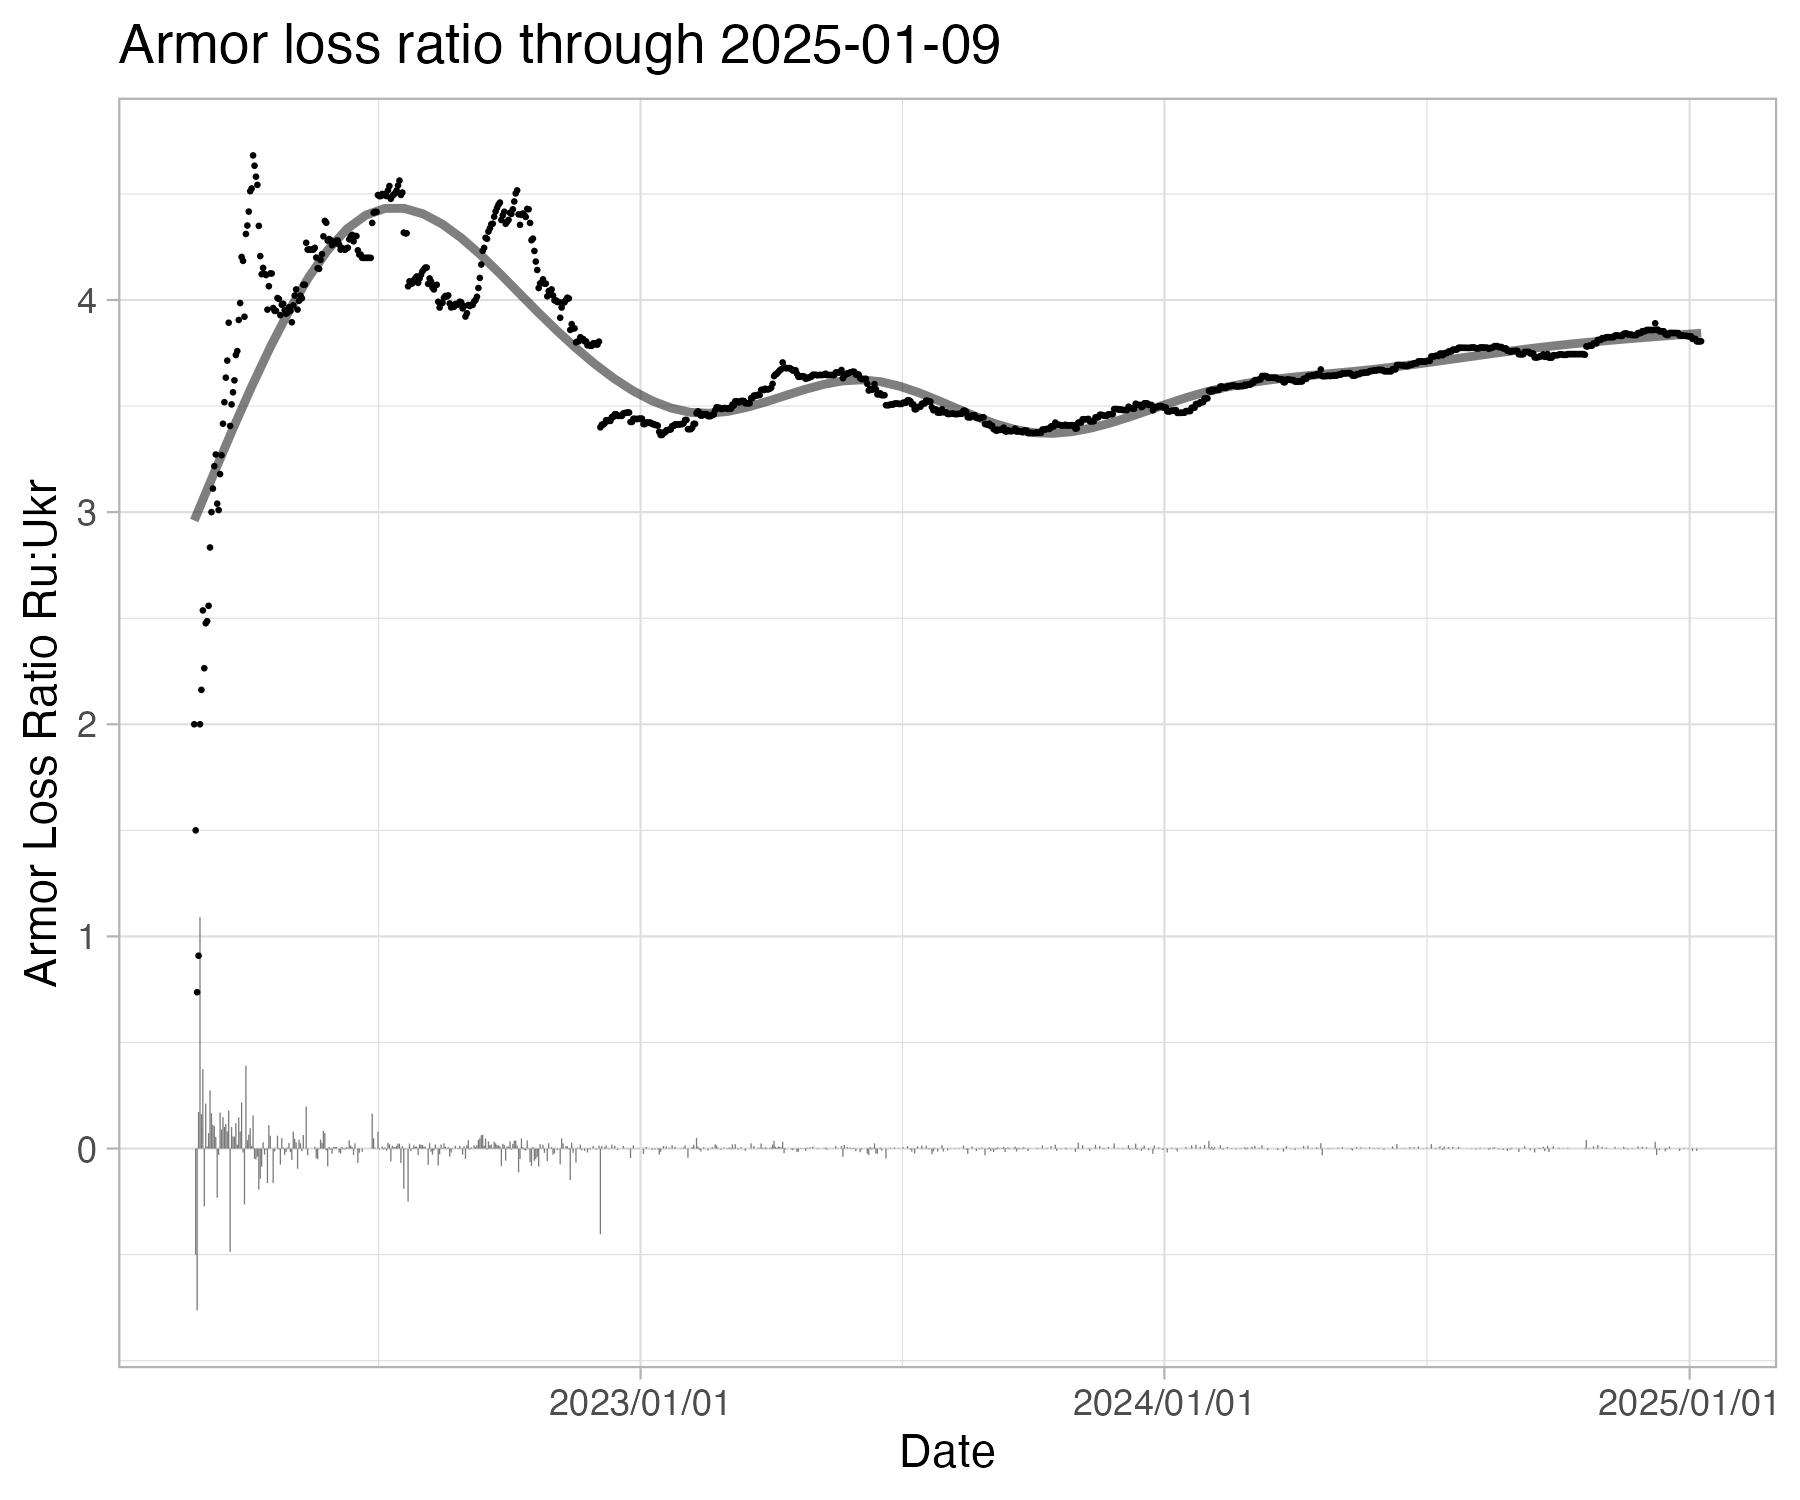 Armor loss ratio through 2025-01-09
Armor Loss Ratio Ru:Ukr
4
3
2
1
0
2023/01/01
2024/01/01
2025/01/01
Date